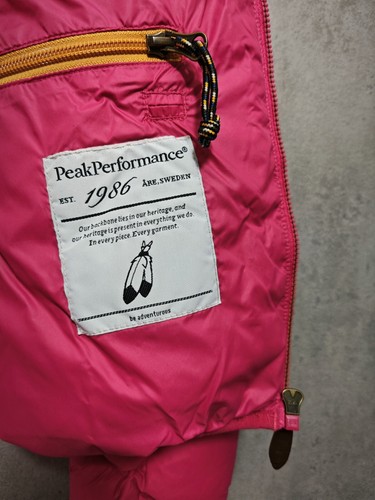 PeakPerformance®
EST. 1986 ÅRE, SWEDEN
Our backbone lies in our heritage, and
our heritage is present in everything we do
In every piece. Every garment.
be adventurous